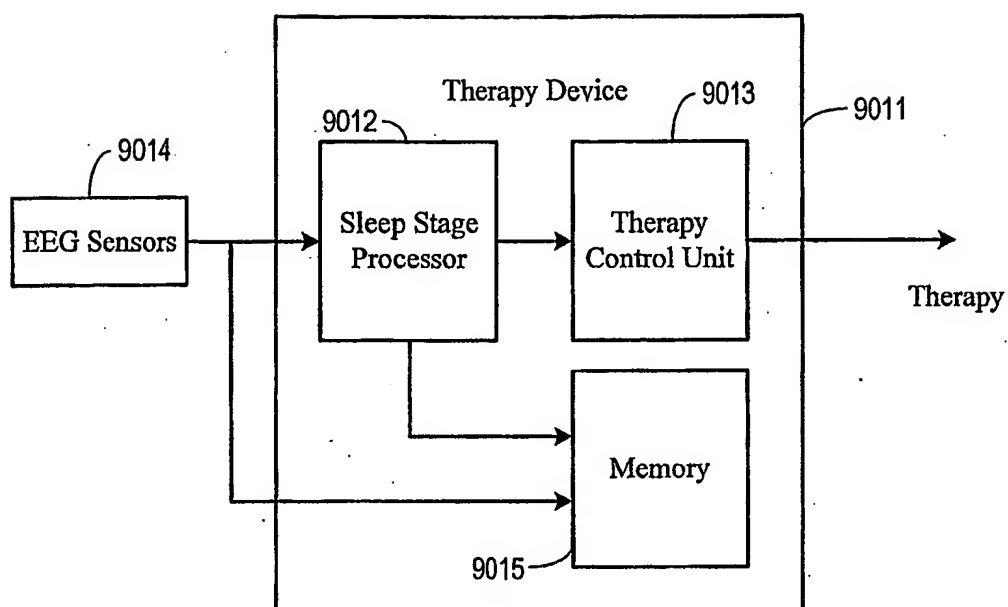 Therapy Device
9013
9011
9012
9014
EEG Sensors
Sleep Stage
Processor
Therapy
Control Unit
Therapy
Memory
9015